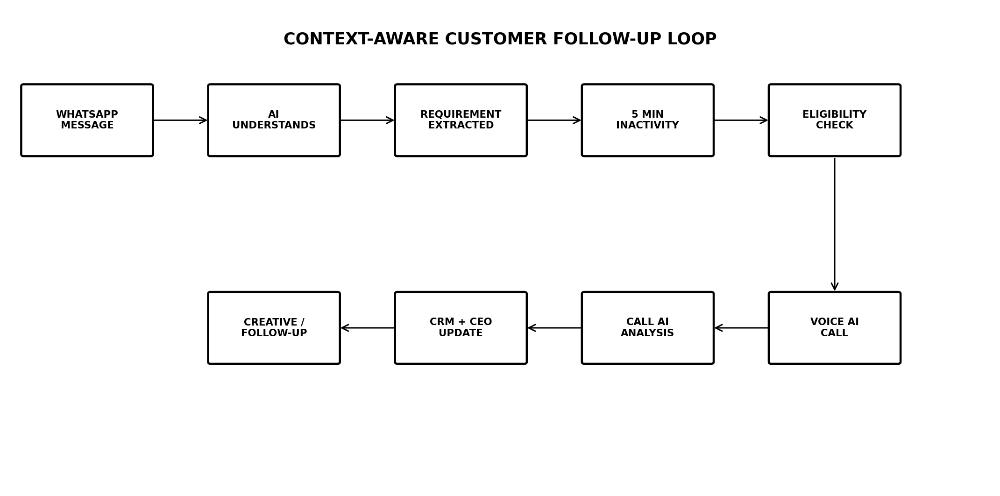 CONTEXT-AWARE CUSTOMER FOLLOW-UP LOOP
WHATSAPP
MESSAGE
AI
UNDERSTANDS
REQUIREMENT
EXTRACTED
5 MIN
INACTIVITY
ELIGIBILITY
CHECK
VOICE AI
CALL
CALL AI
ANALYSIS
CRM + CEO
UPDATE
CREATIVE /
FOLLOW-UP